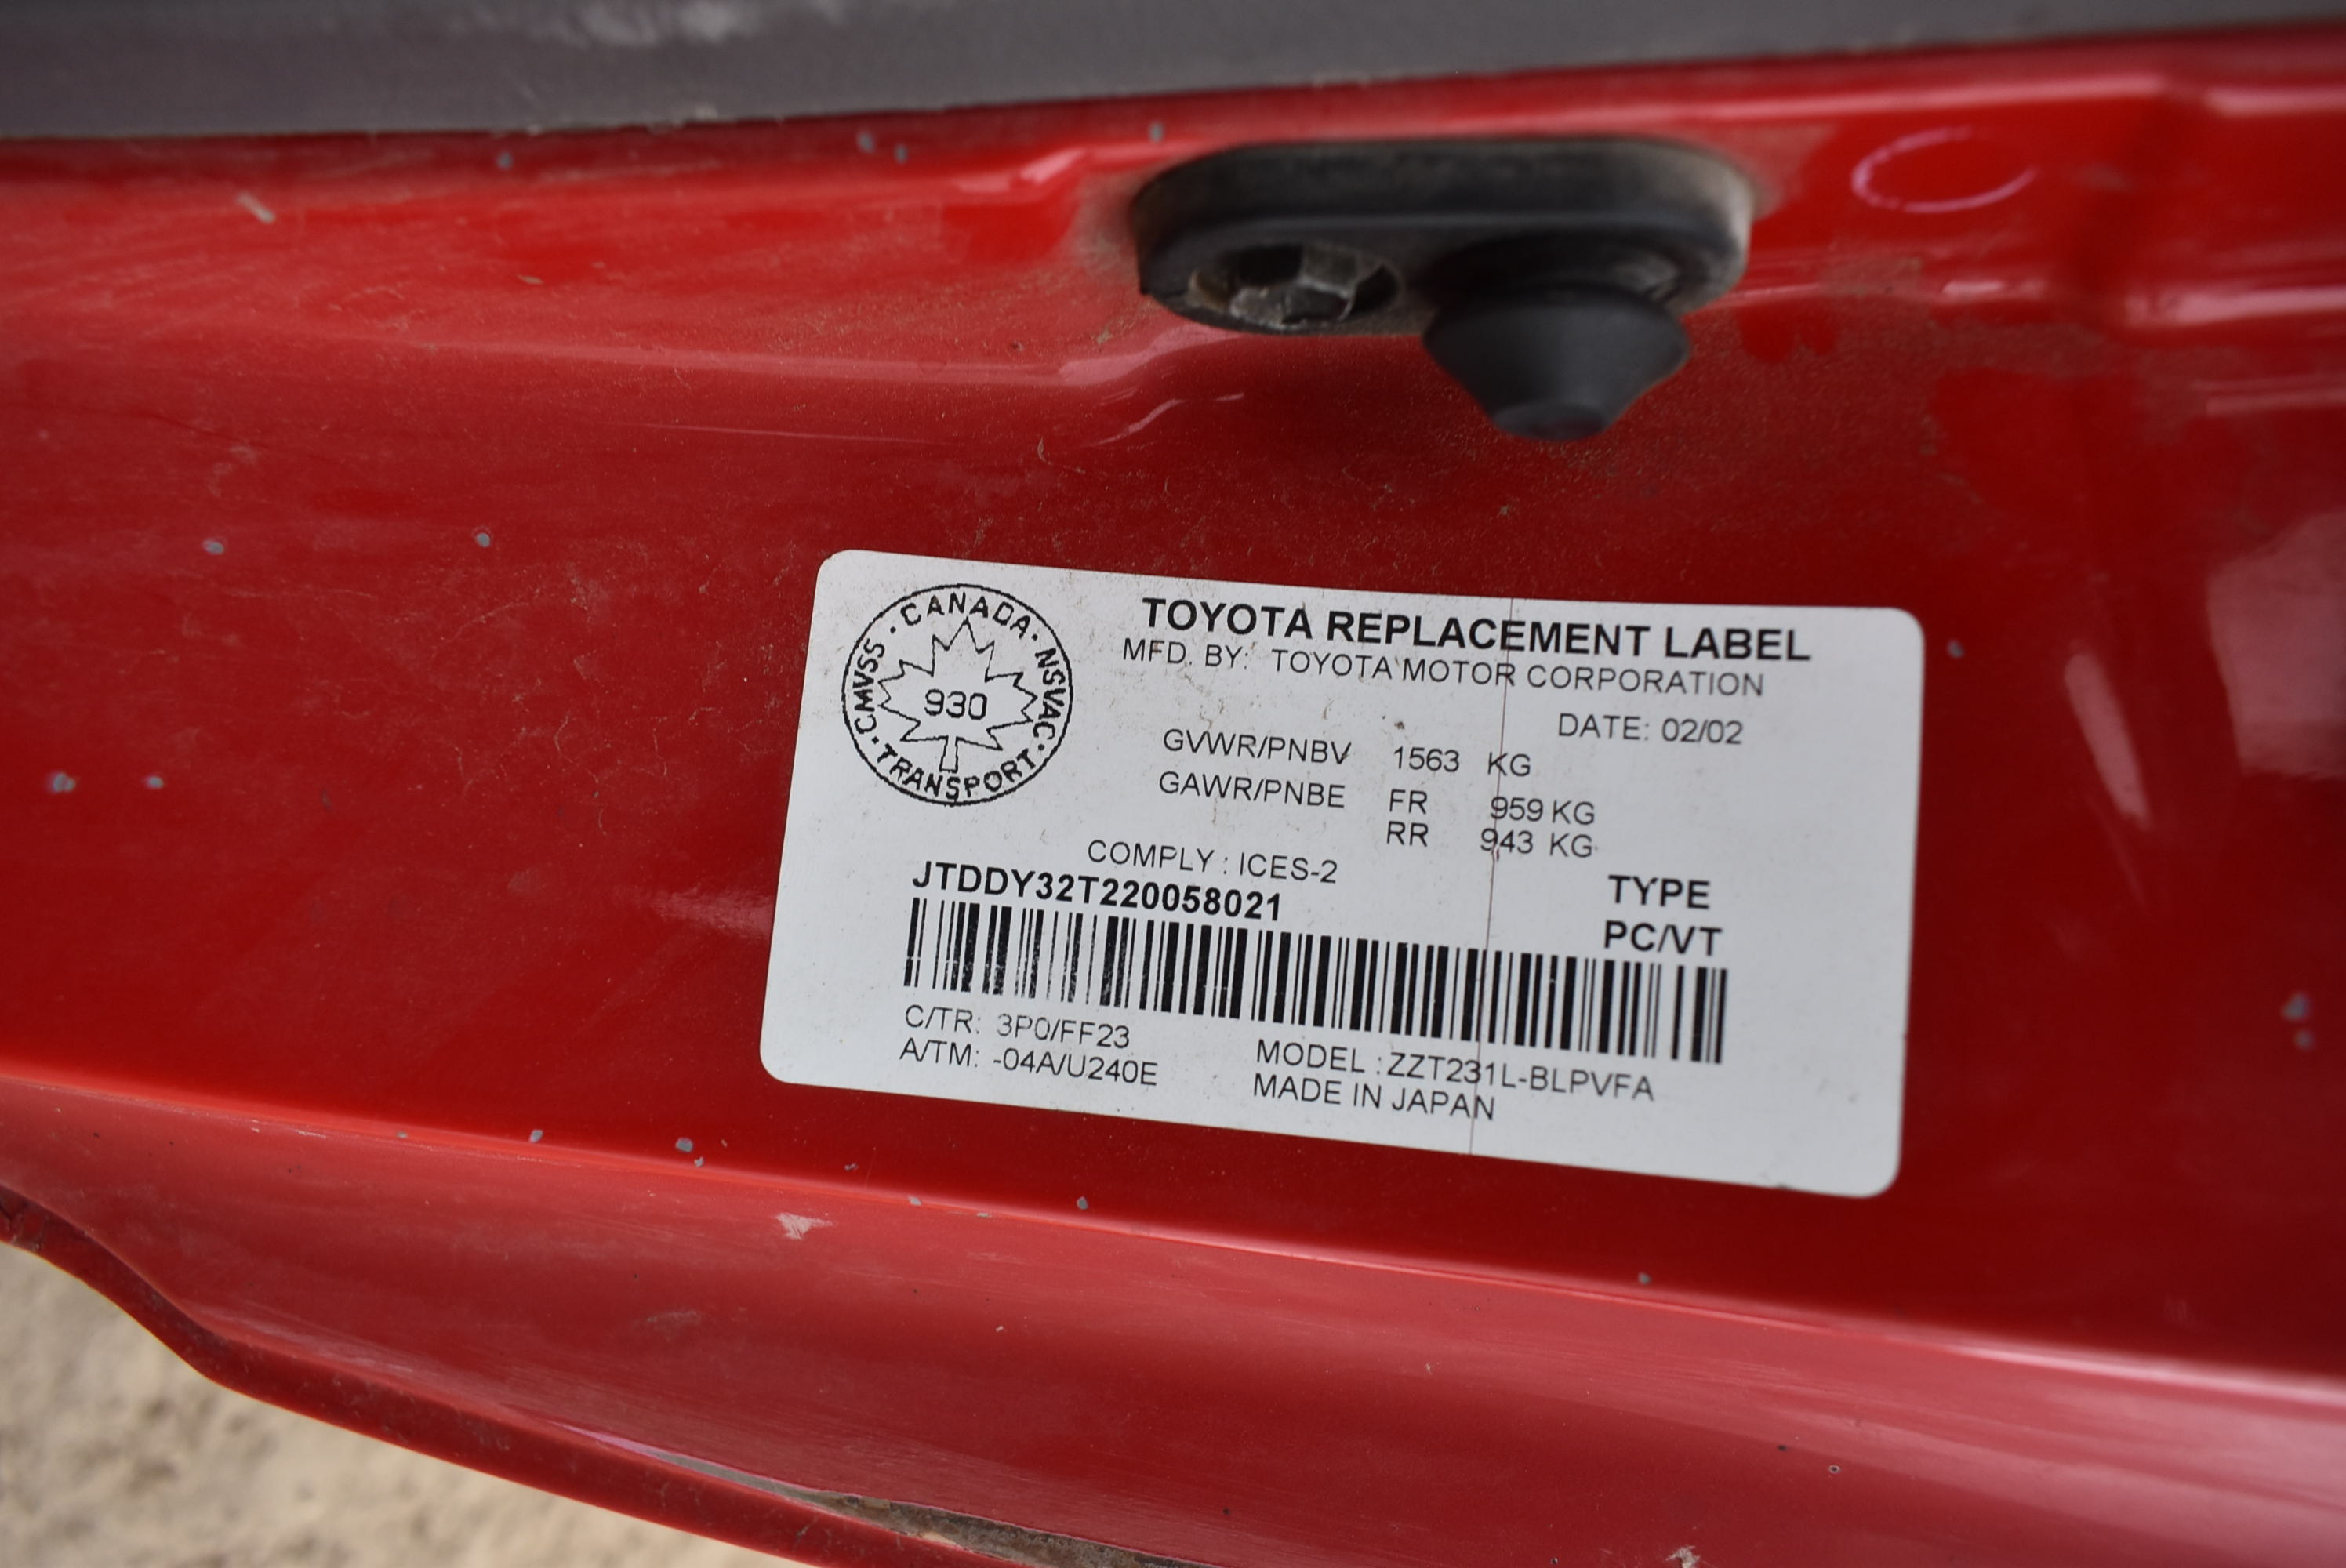 CANADA · NSVAC · TRANSPORT · CMVSS ·
930
TOYOTA REPLACEMENT LABEL
MFD. BY: TOYOTA MOTOR CORPORATION
DATE: 02/02
GVWR/PNBV 1563 KG
GAWR/PNBE FR 959 KG
RR 943 KG
COMPLY : ICES-2
JTDDY32T220058021
TYPE
PC/VT
C/TR: 3P0/FF23
A/TM: -04A/U240E
MODEL : ZZT231L-BLPVFA
MADE IN JAPAN